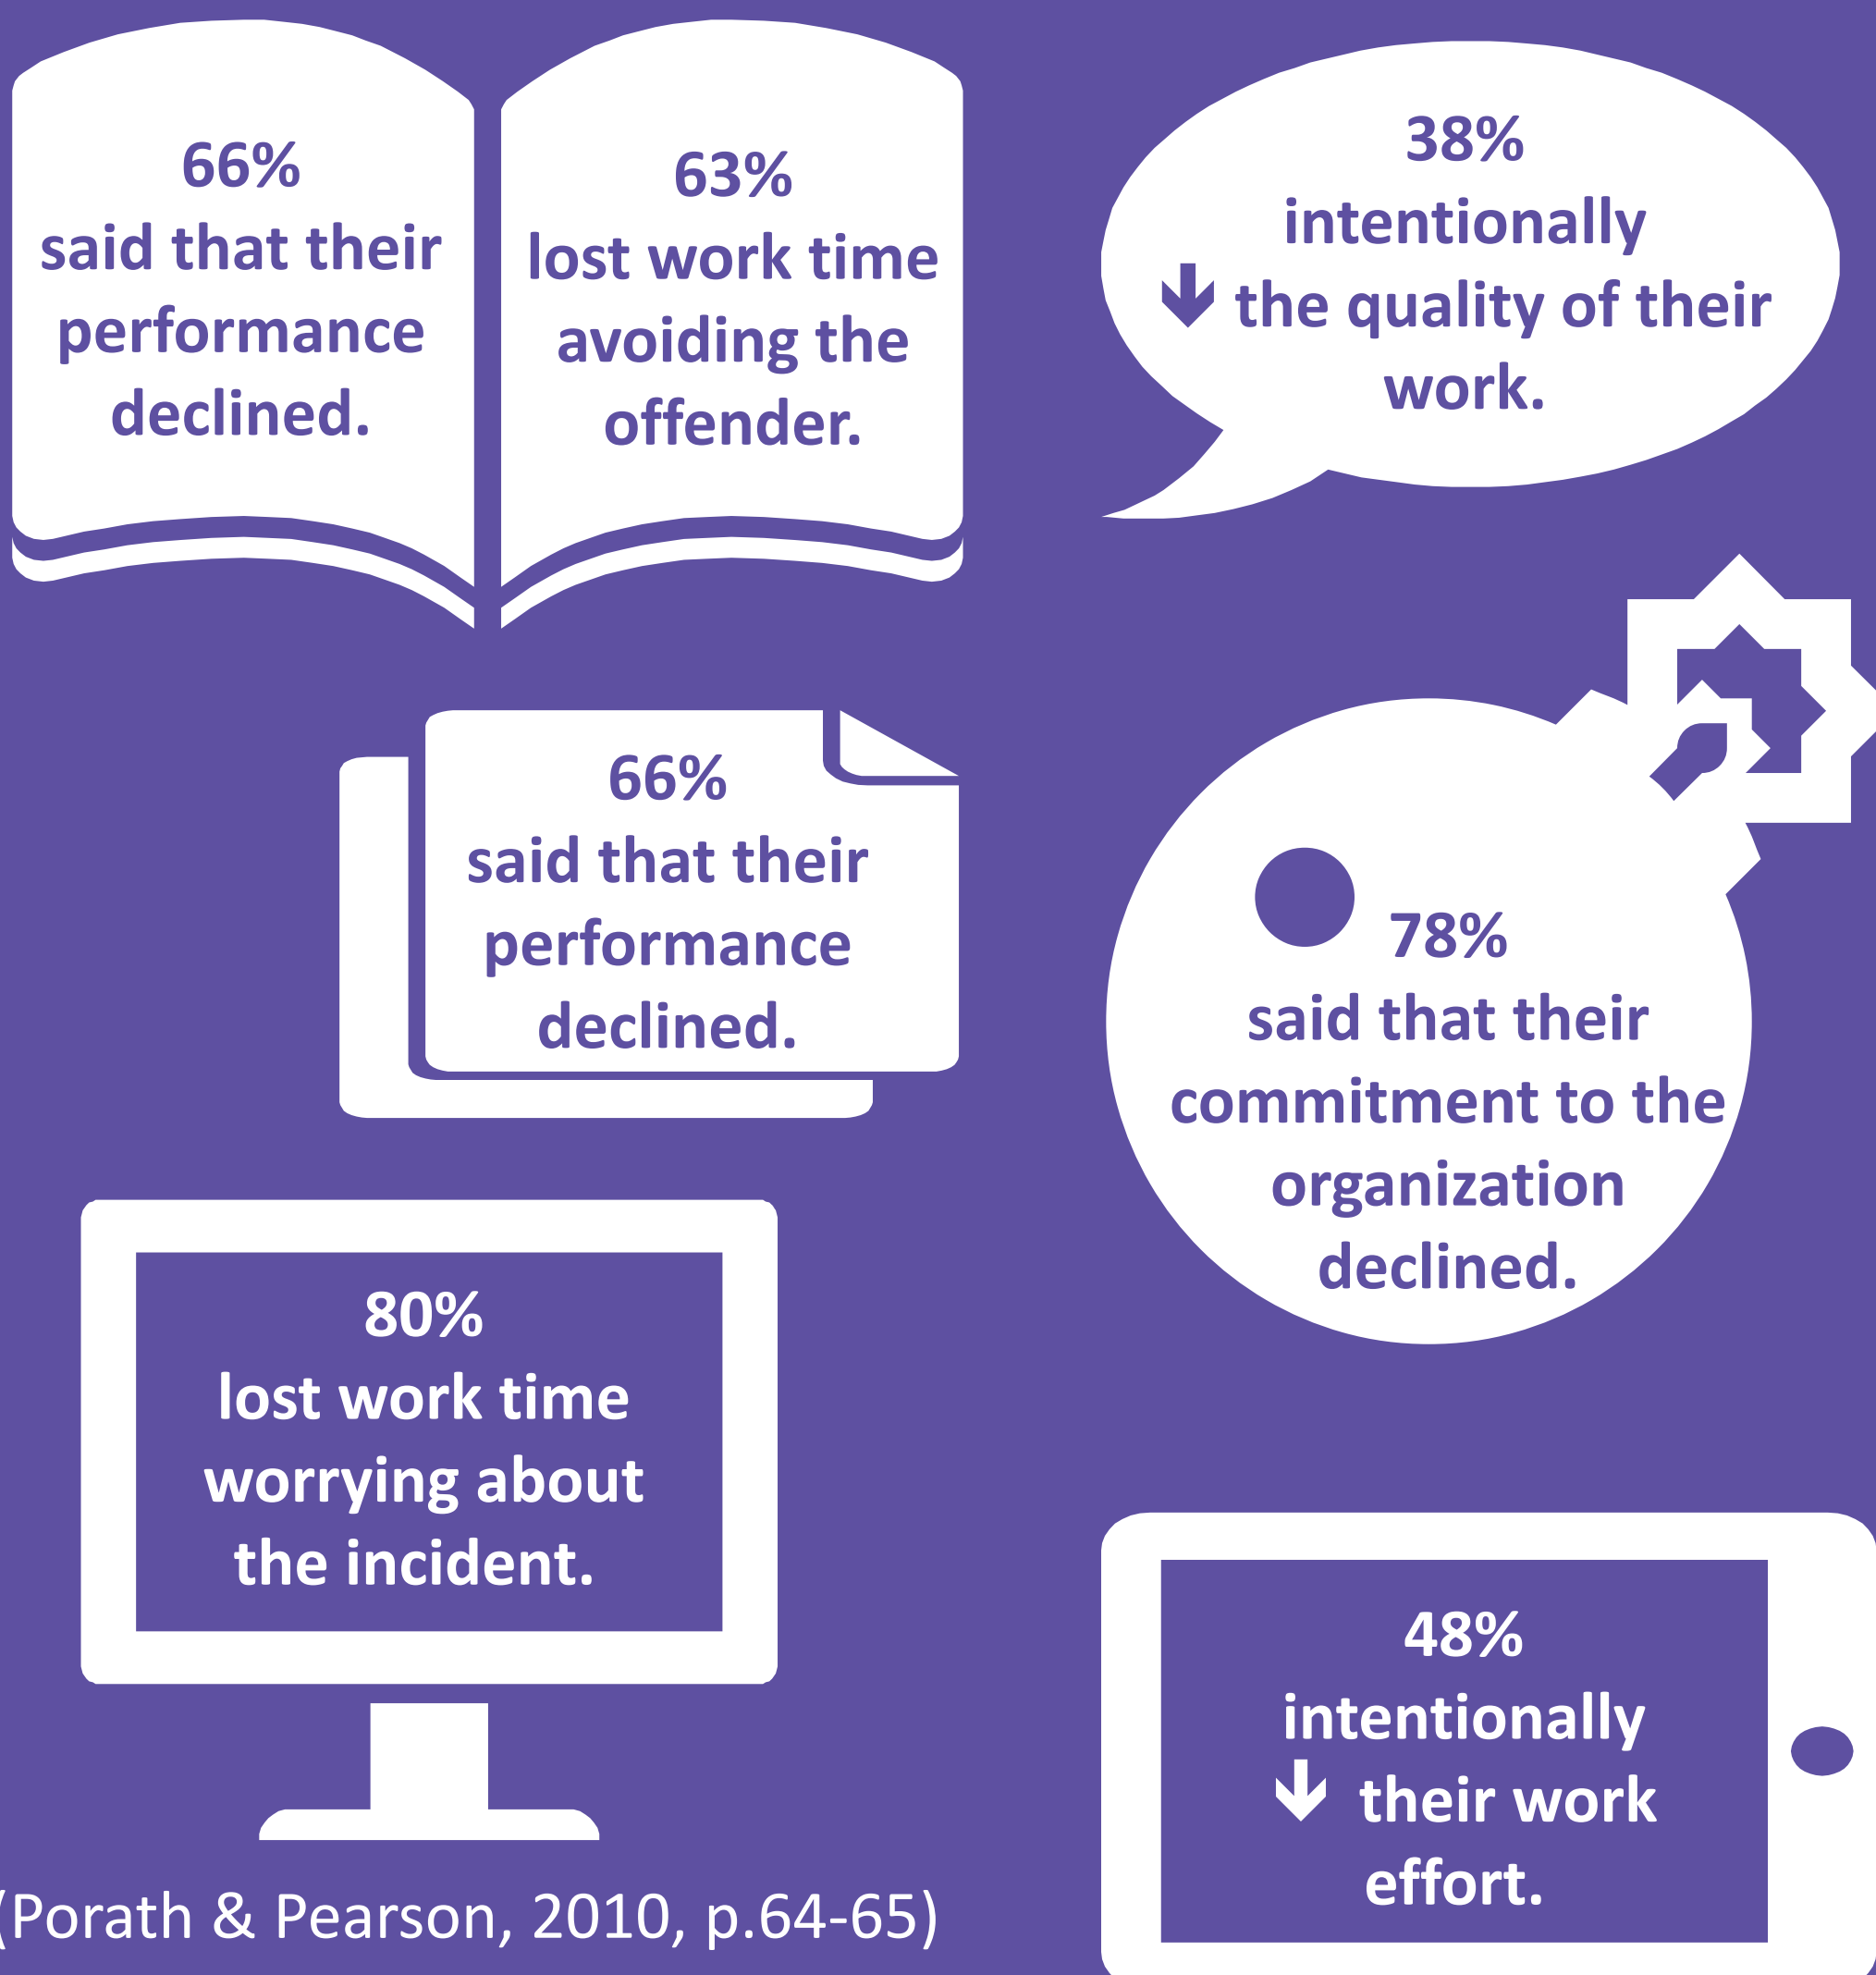 66%
said that their
performance
declined.
63%
lost work time
avoiding the
offender.
38%
intentionally
the quality of their
work.
66%
said that their
performance
declined.
78%
said that their
commitment to the
organization
declined.
80%
lost work time
worrying about
the incident.
48%
intentionally
their work
effort.
(Porath & Pearson, 2010, p.64-65)